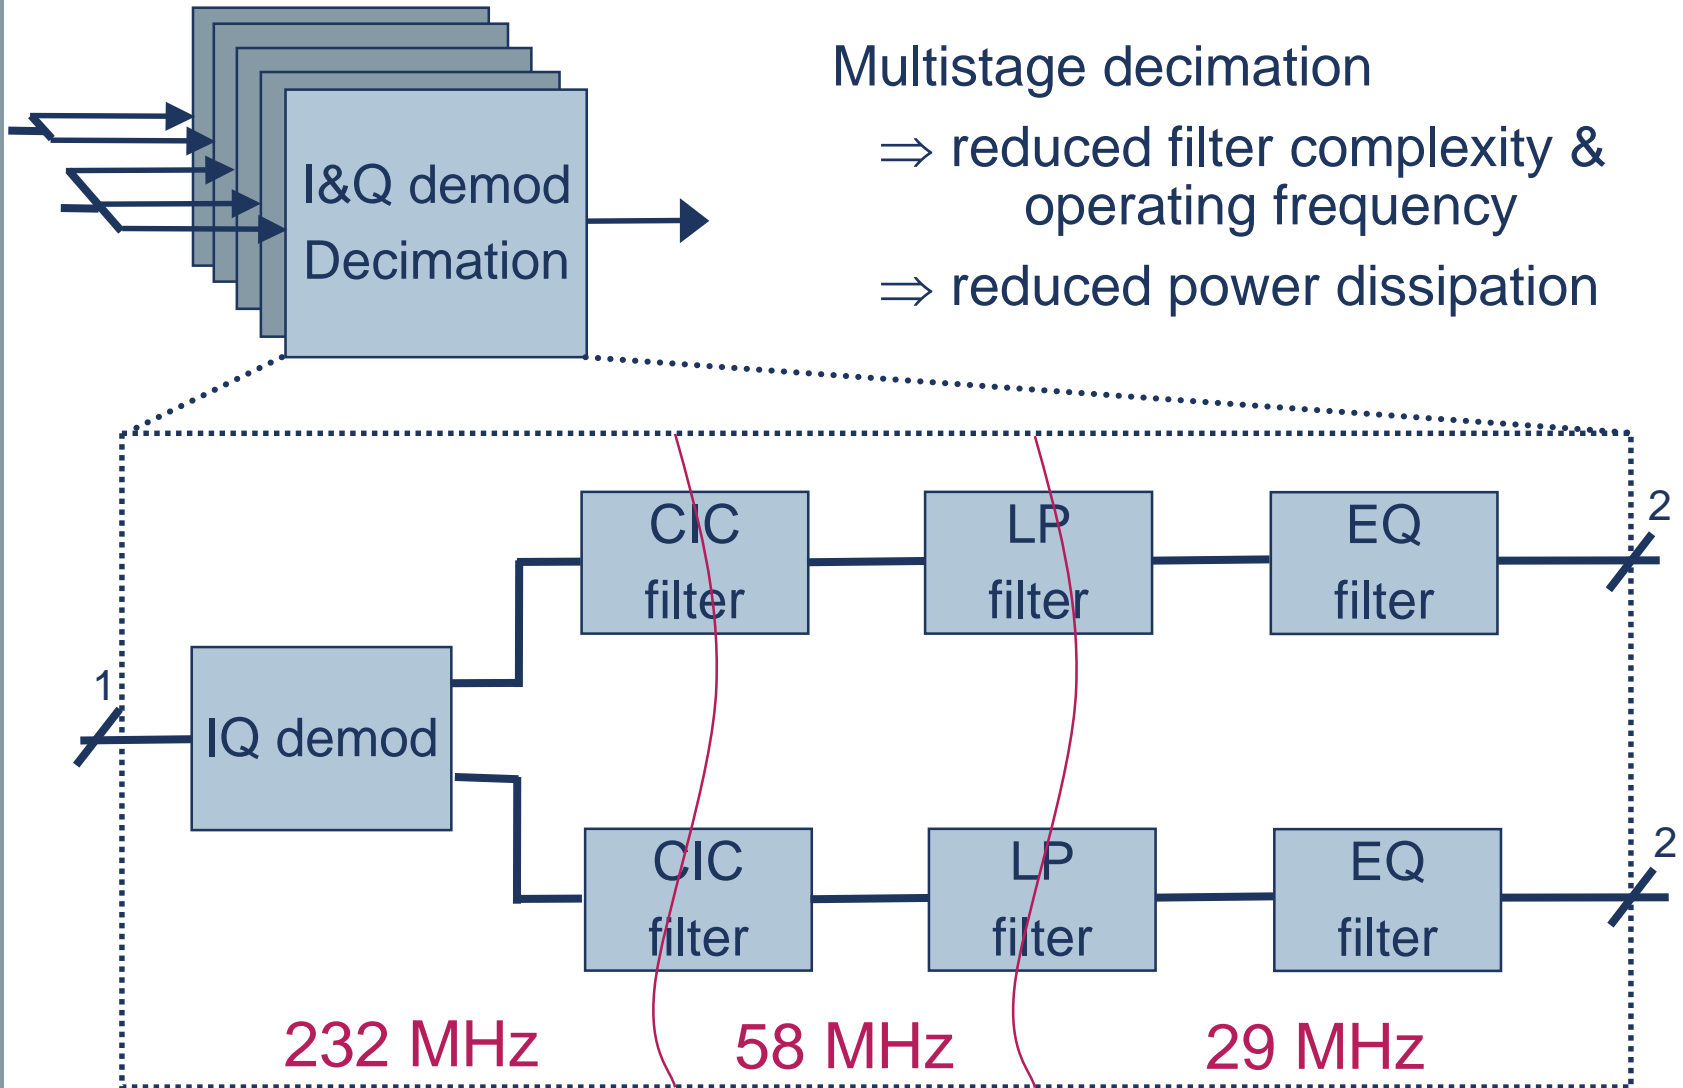 Multistage decimation
⇒ reduced filter complexity &
operating frequency
⇒ reduced power dissipation
I&Q demod
Decimation
CIC
filter
LP
filter
EQ
filter
2
1
IQ demod
CIC
filter
LP
filter
EQ
filter
2
232 MHz
58 MHz
29 MHz